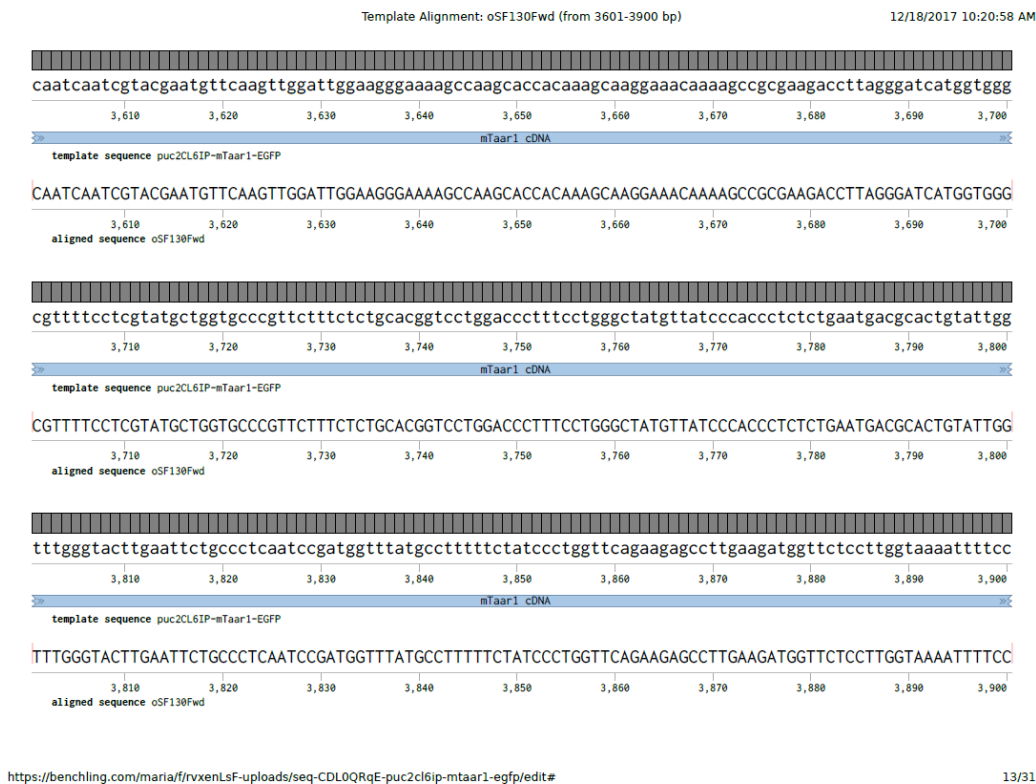 Template Alignment: oSF130Fwd (from 3601-3900 bp) 12/18/2017 10:20:58 AM
caatcaatcgtacgaatgttcaagttggattggaagggaaaagccaagcaccacaaagcaaggaaacaaaagccgcgaagaccttagggatcatggtggg
3,610 3,620 3,630 3,640 3,650 3,660 3,670 3,680 3,690 3,700
mTaar1 cDNA
template sequence puc2CL6IP-mTaar1-EGFP
CAATCAATCGTACGAATGTTCAAGTTGGATTGGAAGGGAAAAGCCAAGCACCACAAAGCAAGGAAACAAAAGCCGCGAAGACCTTAGGGATCATGGTGGG
3,610 3,620 3,630 3,640 3,650 3,660 3,670 3,680 3,690 3,700
aligned sequence oSF130Fwd
cgttttcctcgtatgctggtgcccgttctttctctgcacggtcctggaccctttcctgggctatgttatcccaccctctctgaatgacgcactgtattgg
3,710 3,720 3,730 3,740 3,750 3,760 3,770 3,780 3,790 3,800
mTaar1 cDNA
template sequence puc2CL6IP-mTaar1-EGFP
CGTTTTCCTCGTATGCTGGTGCCCGTTCTTTCTCTGCACGGTCCTGGACCCTTTCCTGGGCTATGTTATCCCACCCTCTCTGAATGACGCACTGTATTGG
3,710 3,720 3,730 3,740 3,750 3,760 3,770 3,780 3,790 3,800
aligned sequence oSF130Fwd
tttgggtacttgaattctgccctcaatccgatggtttatgcctttttctatccctggttcagaagagccttgaagatggttctccttggtaaaattttcc
3,810 3,820 3,830 3,840 3,850 3,860 3,870 3,880 3,890 3,900
mTaar1 cDNA
template sequence puc2CL6IP-mTaar1-EGFP
TTTGGGTACTTGAATTCTGCCCTCAATCCGATGGTTTATGCCTTTTTCTATCCCTGGTTCAGAAGAGCCTTGAAGATGGTTCTCCTTGGTAAAATTTTCC
3,810 3,820 3,830 3,840 3,850 3,860 3,870 3,880 3,890 3,900
aligned sequence oSF130Fwd
https://benchling.com/maria/f/rvxenLsF-uploads/seq-CDL0QRqE-puc2cl6ip-mtaar1-egfp/edit# 13/31